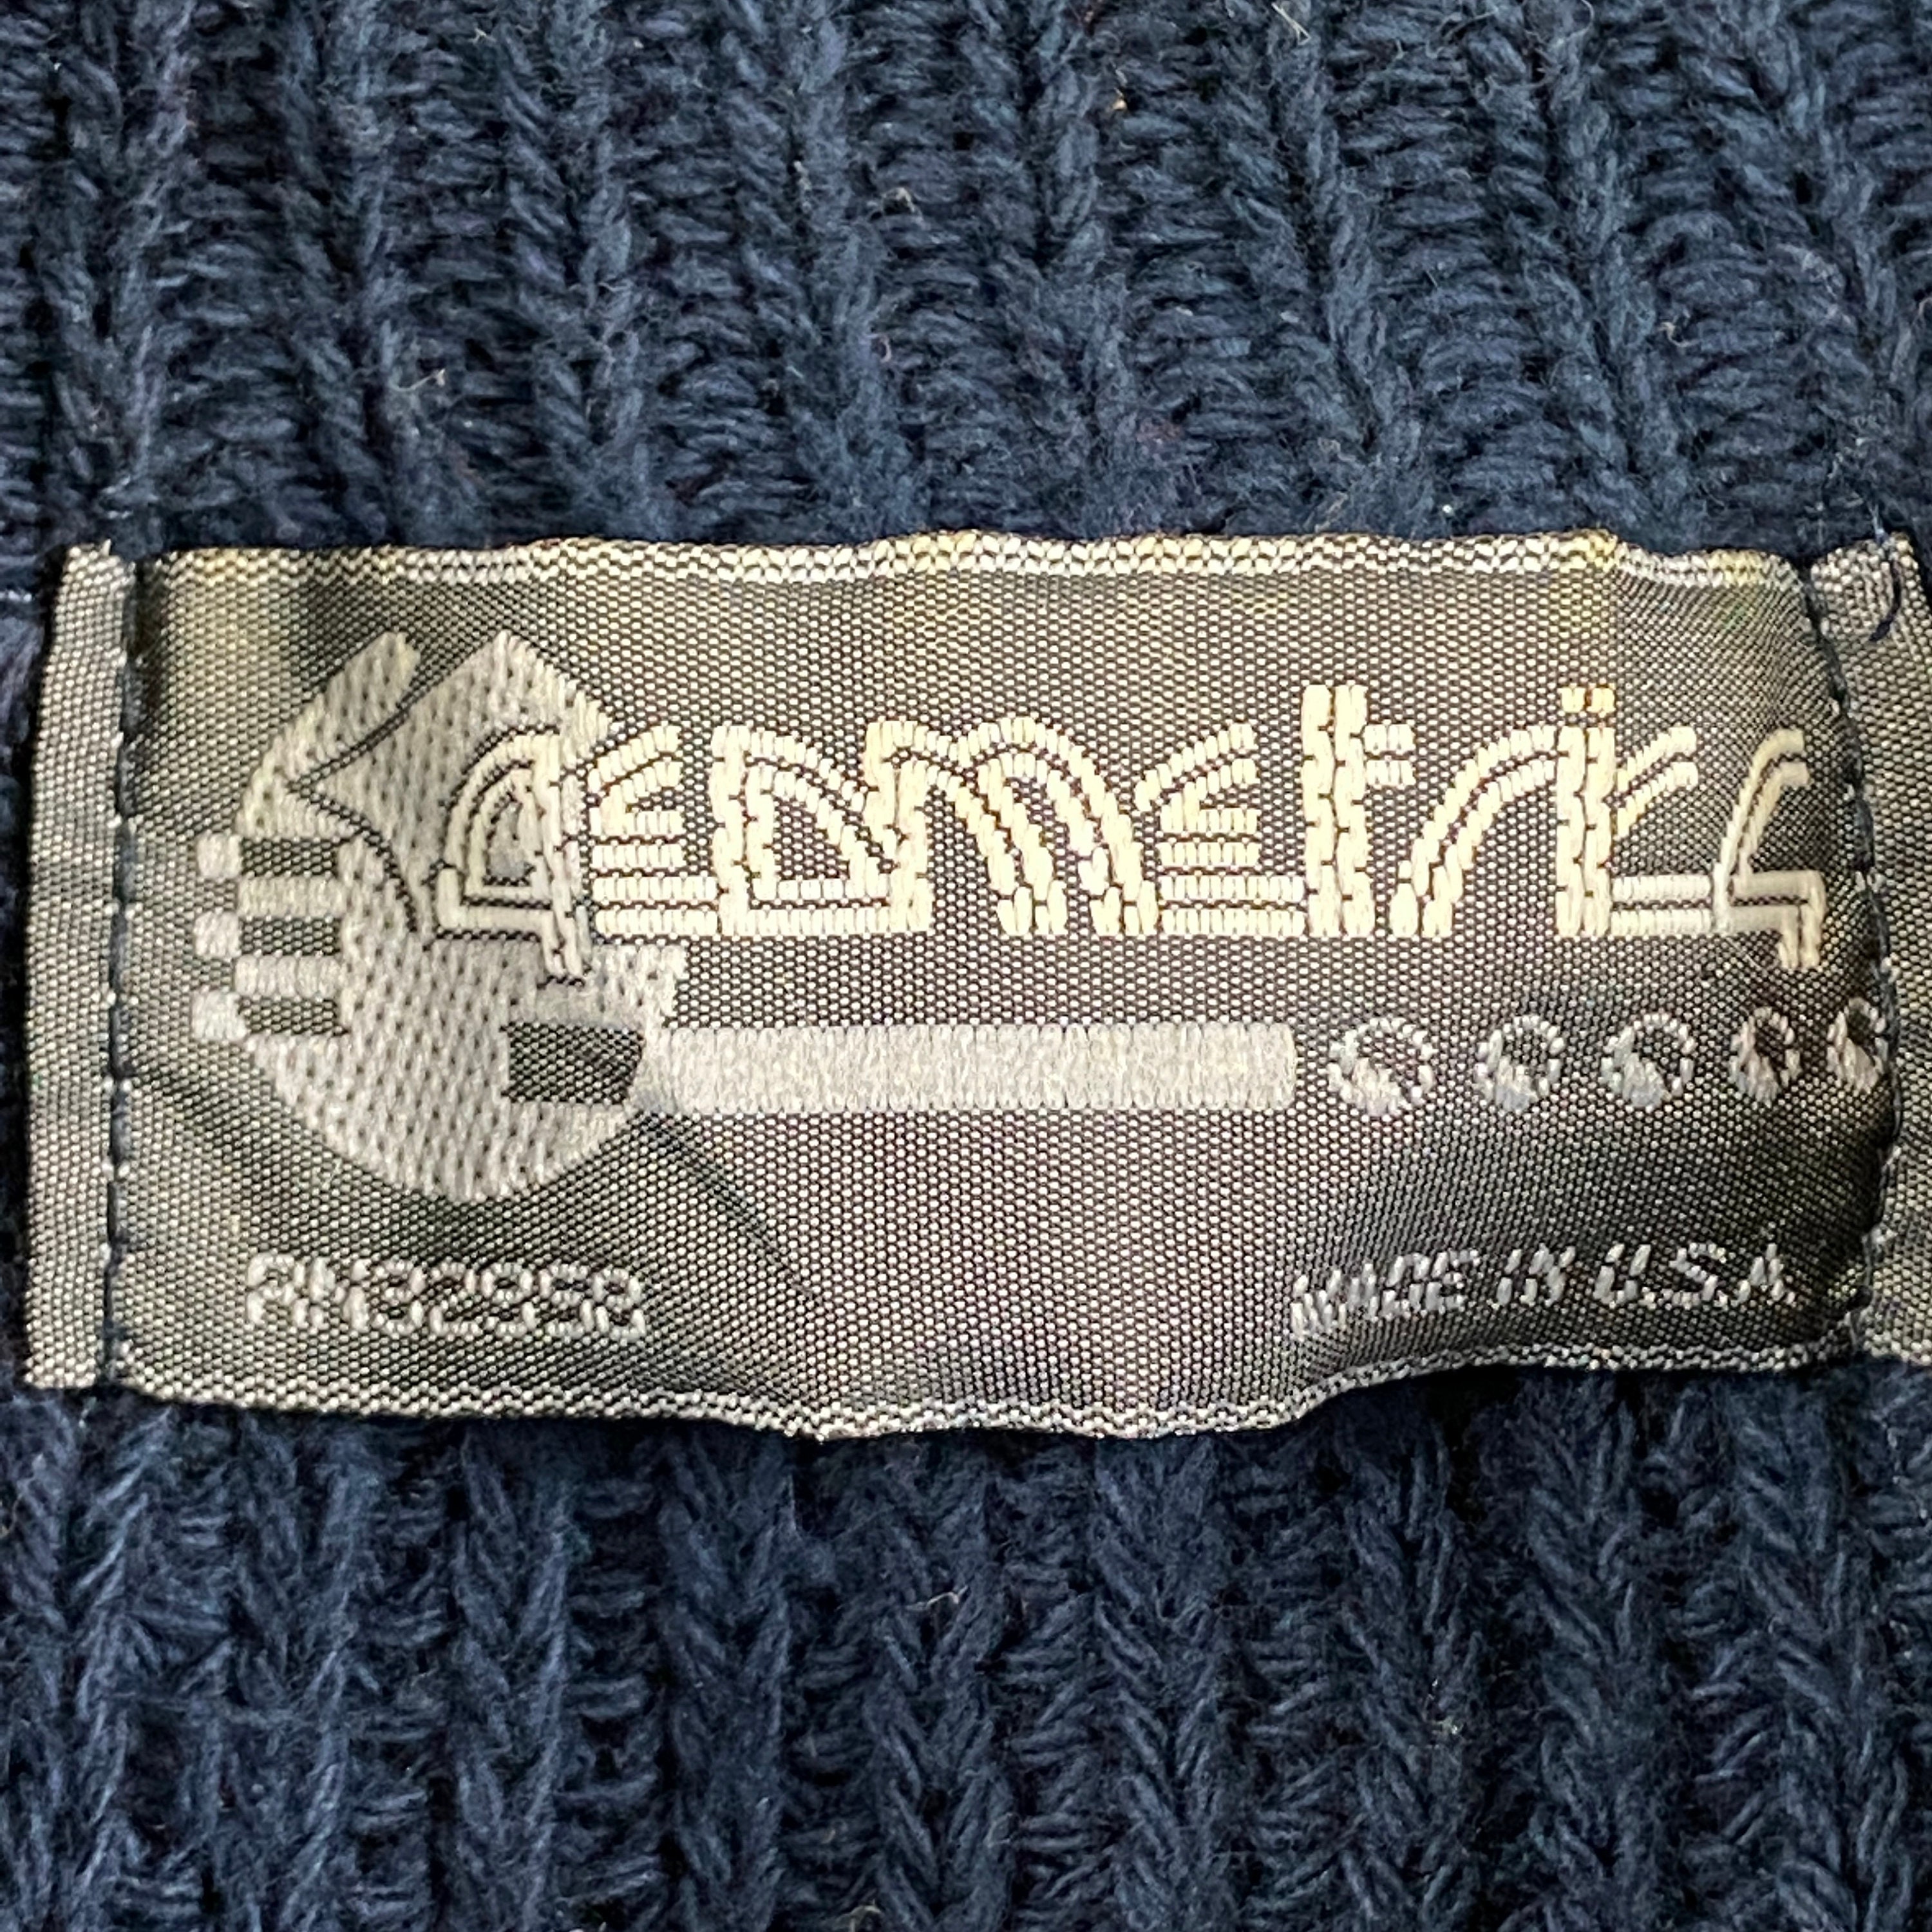 geometrics
RN32958
MADE IN U.S.A.